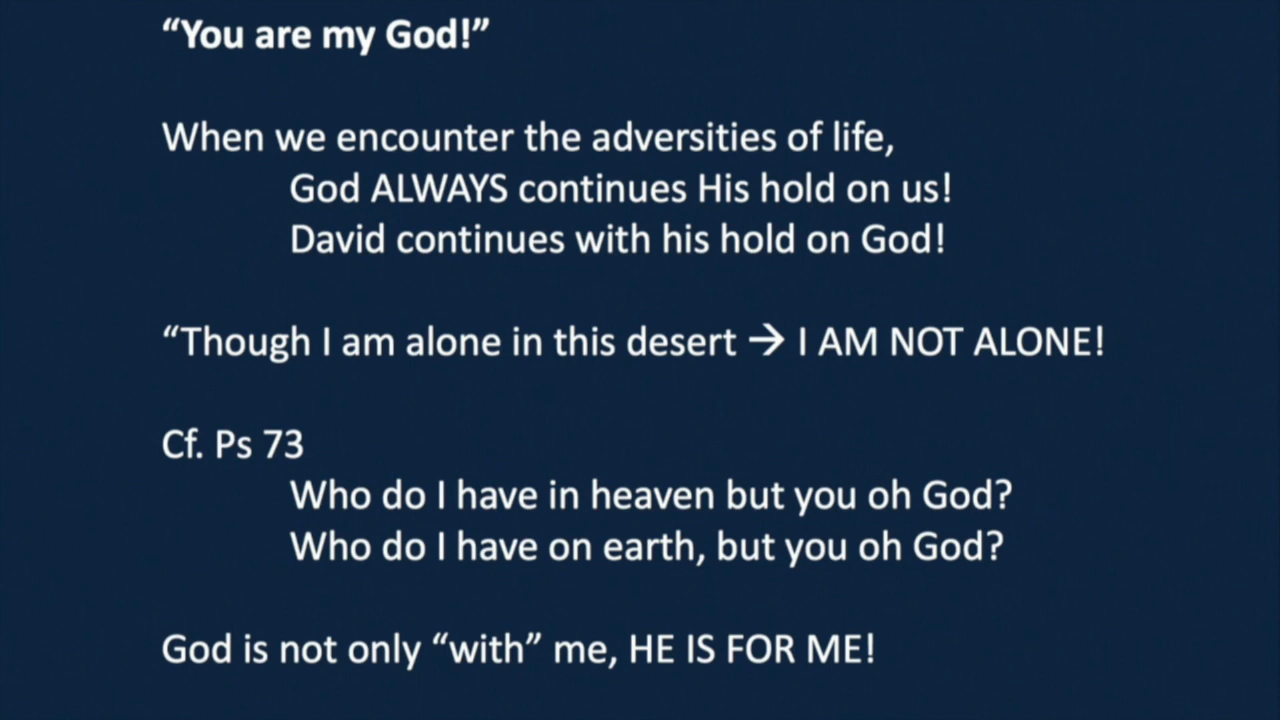 “You are my God!”
When we encounter the adversities of life,
God ALWAYS continues His hold on us!
David continues with his hold on God!
“Though I am alone in this desert → I AM NOT ALONE!
Cf. Ps 73
Who do I have in heaven but you oh God?
Who do I have on earth, but you oh God?
God is not only “with” me, HE IS FOR ME!